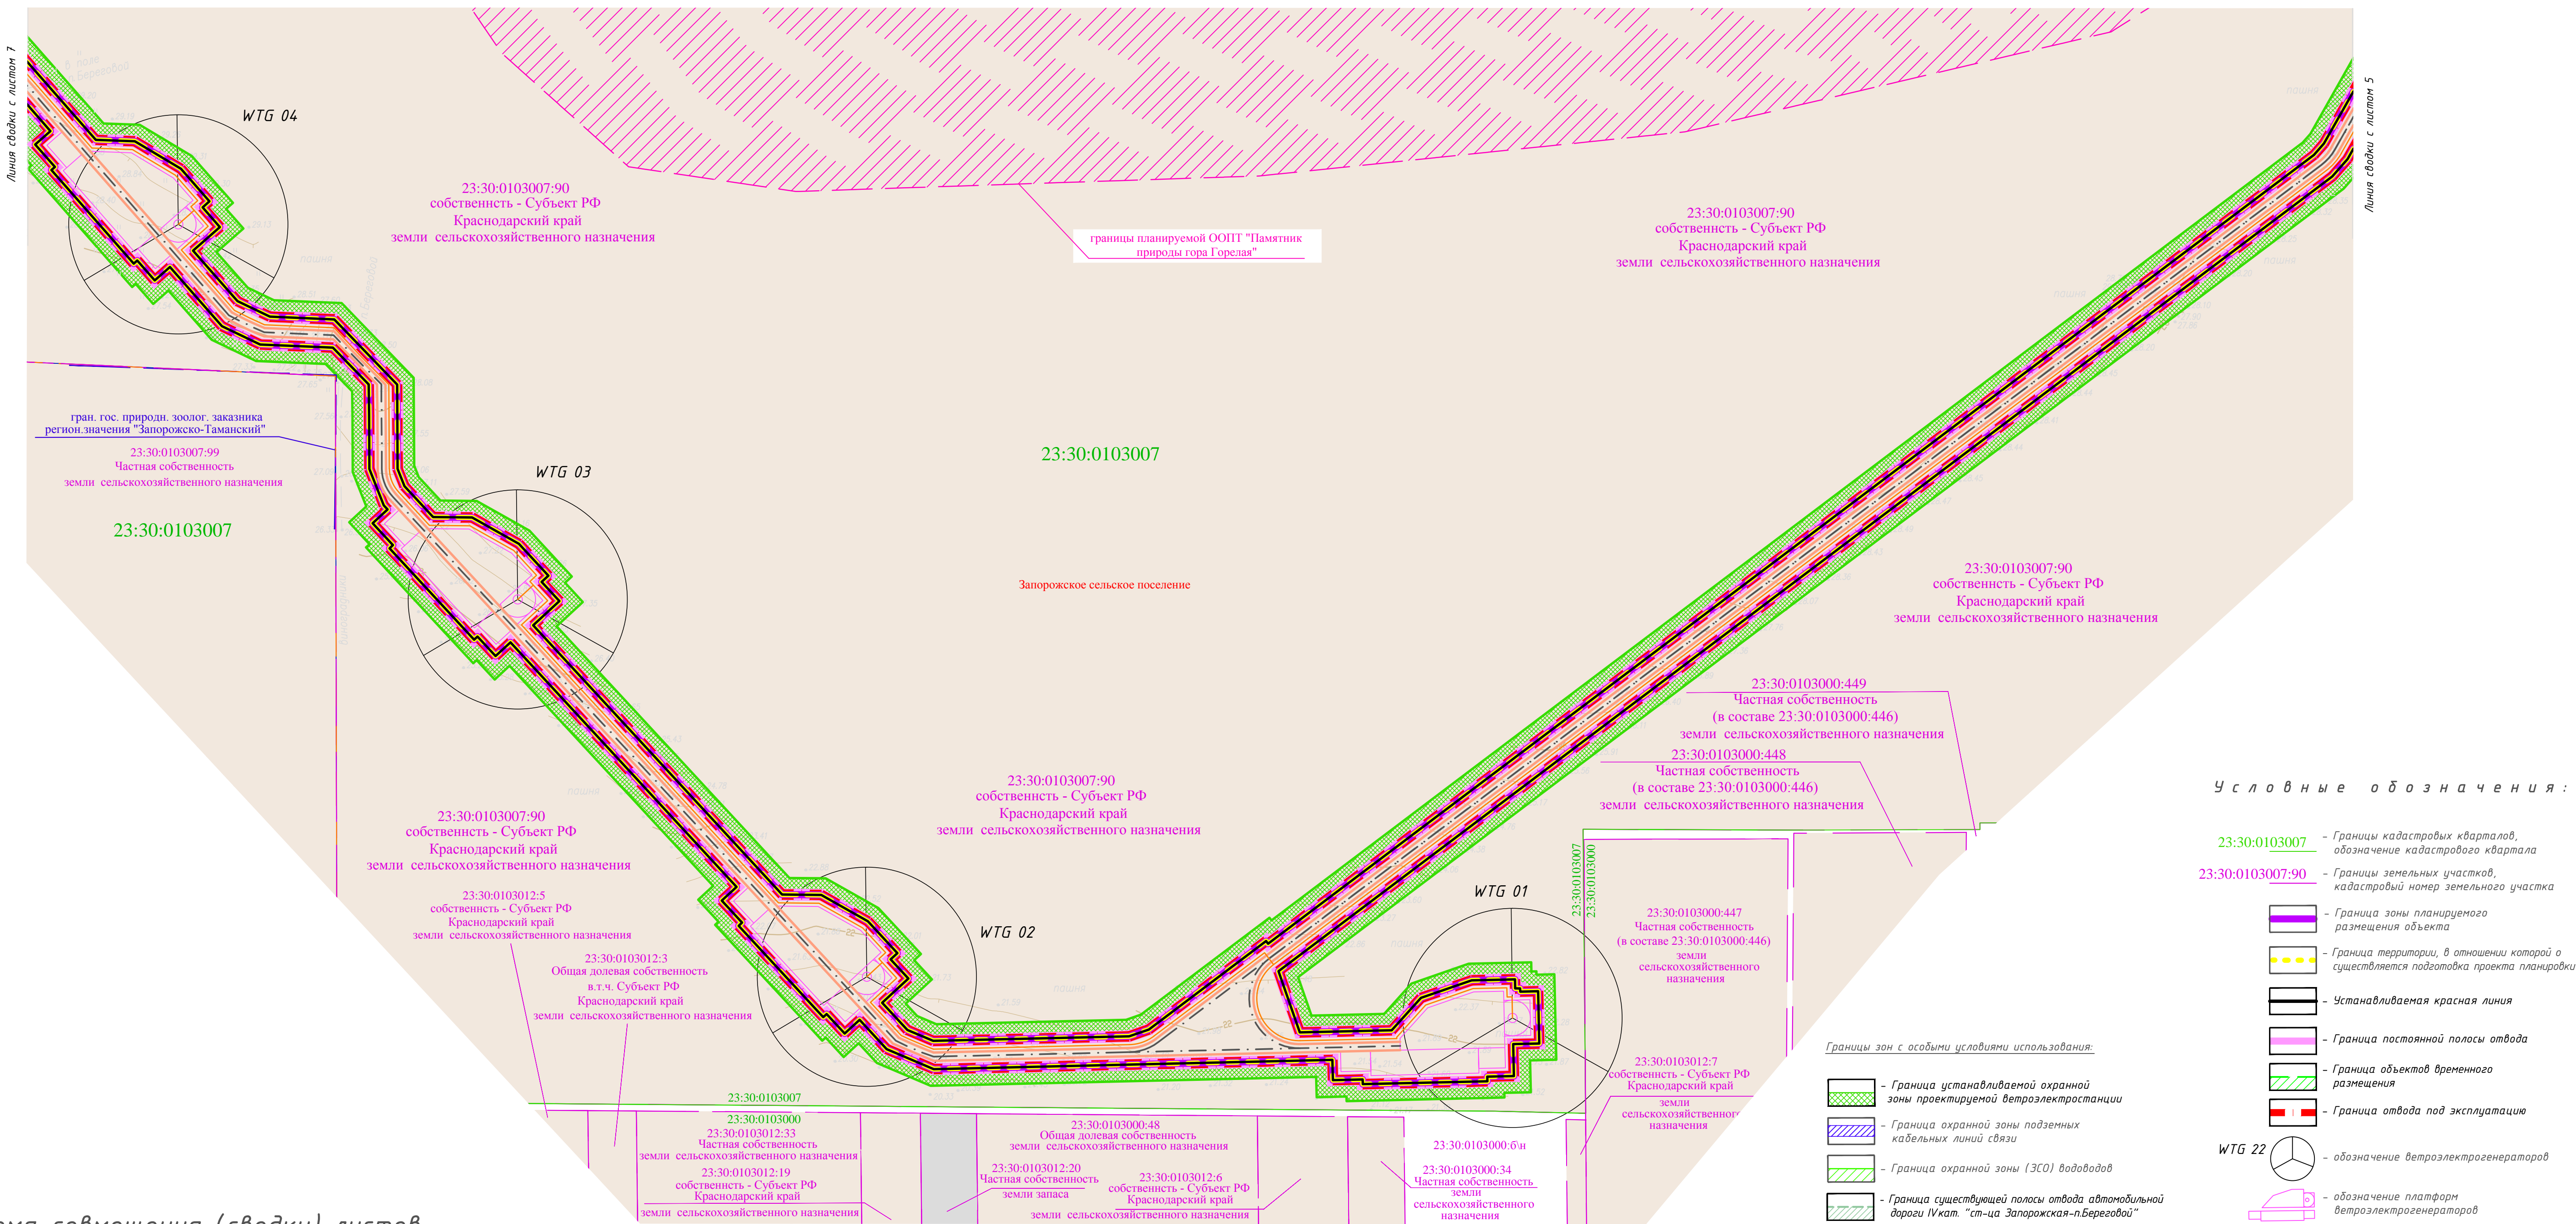 Линия сводки с листом 7
Линия сводки с листом 5
WTG 04
23:30:0103007:90
собственнсть - Субъект РФ
Краснодарский край
земли сельскохозяйственного назначения
границы планируемой ООПТ "Памятник
природы гора Горелая"
23:30:0103007:90
собственнсть - Субъект РФ
Краснодарский край
земли сельскохозяйственного назначения
гран. гос. природн. зоолог. заказника
регион.значения "Запорожско-Таманский"
23:30:0103007:99
Частная собственность
земли сельскохозяйственного назначения
23:30:0103007
WTG 03
23:30:0103007
Запорожское сельское поселение
23:30:0103007:90
собственнсть - Субъект РФ
Краснодарский край
земли сельскохозяйственного назначения
23:30:0103000:449
Частная собственность
(в составе 23:30:0103000:446)
земли сельскохозяйственного назначения
23:30:0103000:448
Частная собственность
(в составе 23:30:0103000:446)
земли сельскохозяйственного назначения
23:30:0103007:90
собственнсть - Субъект РФ
Краснодарский край
земли сельскохозяйственного назначения
23:30:0103007:90
собственнсть - Субъект РФ
Краснодарский край
земли сельскохозяйственного назначения
23:30:0103012:5
собственнсть - Субъект РФ
Краснодарский край
земли сельскохозяйственного назначения
23:30:0103012:3
Общая долевая собственность
в.т.ч. Субъект РФ
Краснодарский край
земли сельскохозяйственного назначения
WTG 02
WTG 01
23:30:0103007
23:30:0103000
23:30:0103000:447
Частная собственность
(в составе 23:30:0103000:446)
земли
сельскохозяйственного
назначения
23:30:0103012:7
собственнсть - Субъект РФ
Краснодарский край
земли
сельскохозяйственного
назначения
пашня
пашня
пашня
пашня
пашня
пашня
пашня
22
22
22
23:30:0103007
23:30:0103000
23:30:0103012:33
Частная собственность
земли сельскохозяйственного назначения
23:30:0103012:19
собственнсть - Субъект РФ
Краснодарский край
земли сельскохозяйственного назначения
23:30:0103000:48
Общая долевая собственность
земли сельскохозяйственного назначения
23:30:0103012:20
Частная собственность
земли запаса
23:30:0103012:6
собственнсть - Субъект РФ
Краснодарский край
земли сельскохозяйственного назначения
23:30:0103000:б\н
23:30:0103000:34
Частная собственность
земли
сельскохозяйственного
назначения
Условные обозначения:
23:30:0103007 - Границы кадастровых кварталов,
обозначение кадастрового квартала
23:30:0103007:90 - Границы земельных участков,
кадастровый номер земельного участка
- Граница зоны планируемого
размещения объекта
- Граница территории, в отношении которой о
существляется подготовка проекта планировки
- Устанавливаемая красная линия
- Граница постоянной полосы отвода
- Граница объектов временного
размещения
- Граница отвода под эксплуатацию
WTG 22 - обозначение ветроэлектрогенераторов
- обозначение платформ
ветроэлектрогенераторов
Границы зон с особыми условиями использования:
- Граница устанавливаемой охранной
зоны проектируемой ветроэлектростанции
- Граница охранной зоны подземных
кабельных линий связи
- Граница охранной зоны (ЗСО) водоводов
- Граница существующей полосы отвода автомобильной
дороги IVкат. "ст-ца Запорожская-п.Береговой"
совмещения (сводки) листов